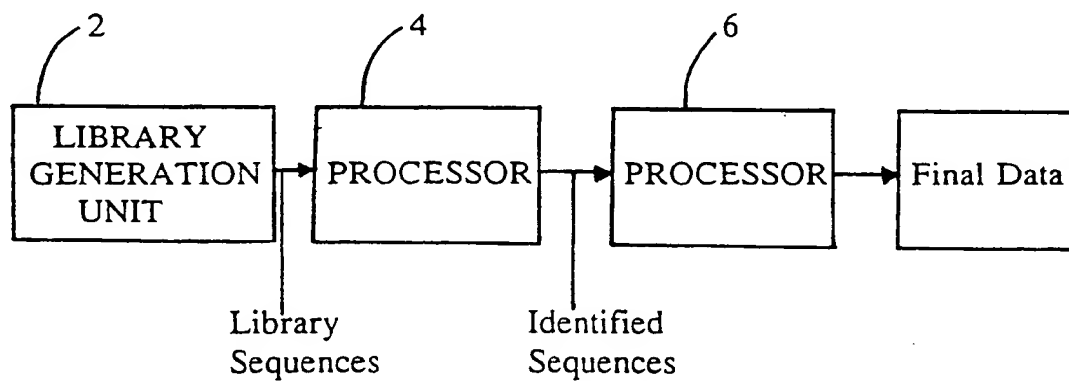 2
4
6
LIBRARY
GENERATION
UNIT
PROCESSOR
PROCESSOR
Final Data
Library
Sequences
Identified
Sequences